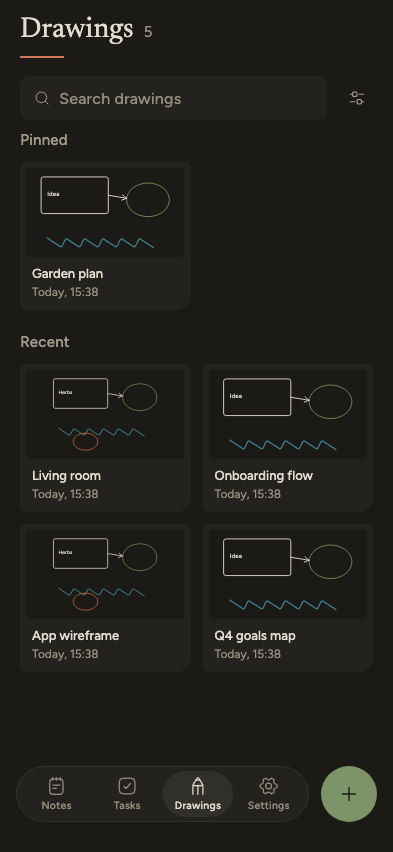 Drawings 5
Search drawings
Pinned
Idea
Garden plan
Today, 15:38
Recent
Herbs
Living room
Today, 15:38
Idea
Onboarding flow
Today, 15:38
Herbs
App wireframe
Today, 15:38
Idea
Q4 goals map
Today, 15:38
Notes
Tasks
Drawings
Settings